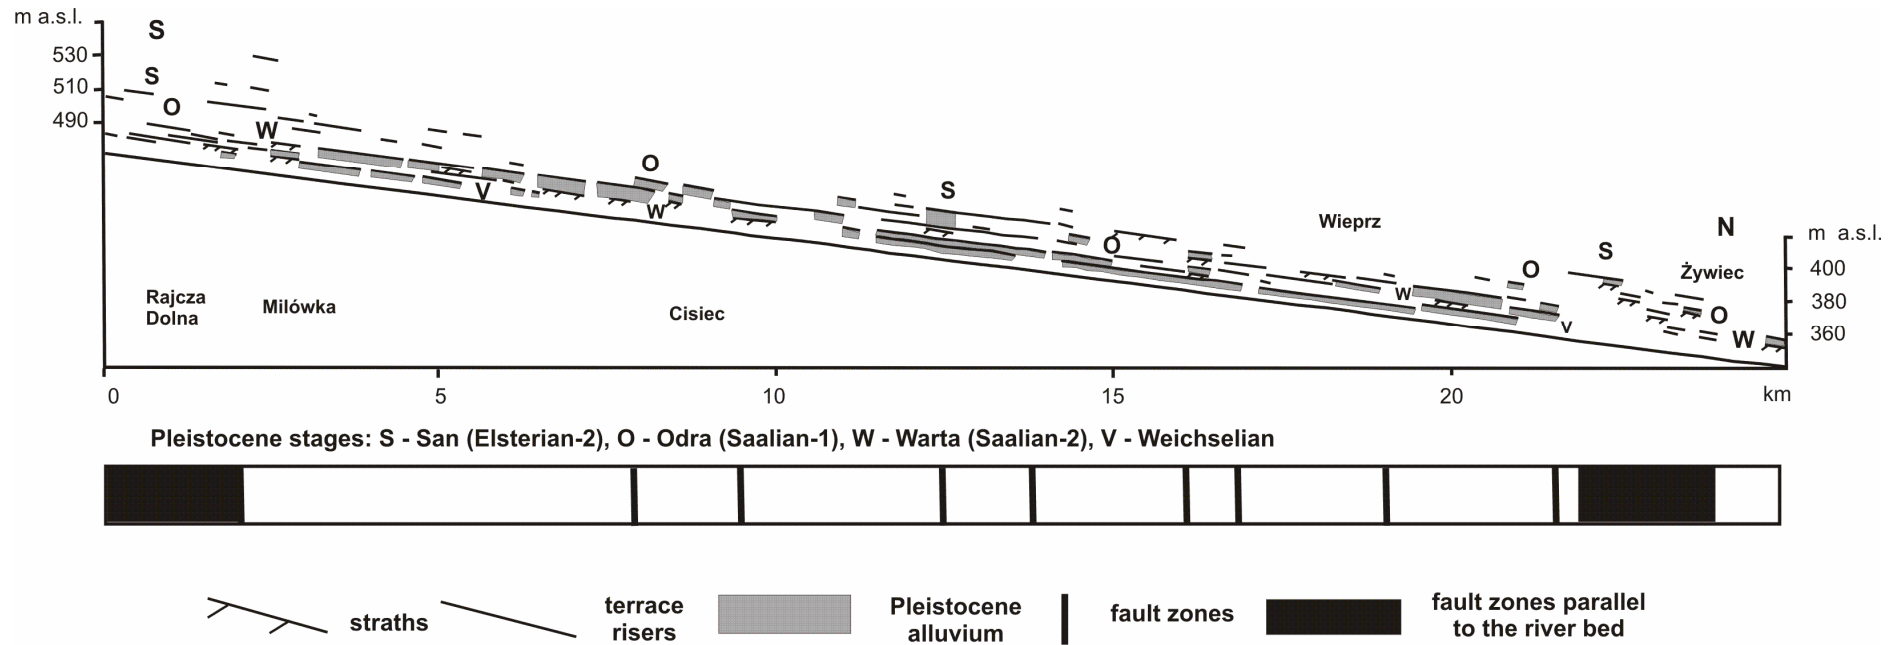 m a.s.l.
S
530
S
510
O
490
W
V
O
W
S
O
Wieprz
W
O
V
S
N
m a.s.l.
Żywiec
400
380
360
O
W
Rajcza
Dolna
Milówka
Cisiec
0 5 10 15 20 km
Pleistocene stages: S - San (Elsterian-2), O - Odra (Saalian-1), W - Warta (Saalian-2), V - Weichselian
straths
terrace
risers
Pleistocene
alluvium
fault zones
fault zones parallel
to the river bed